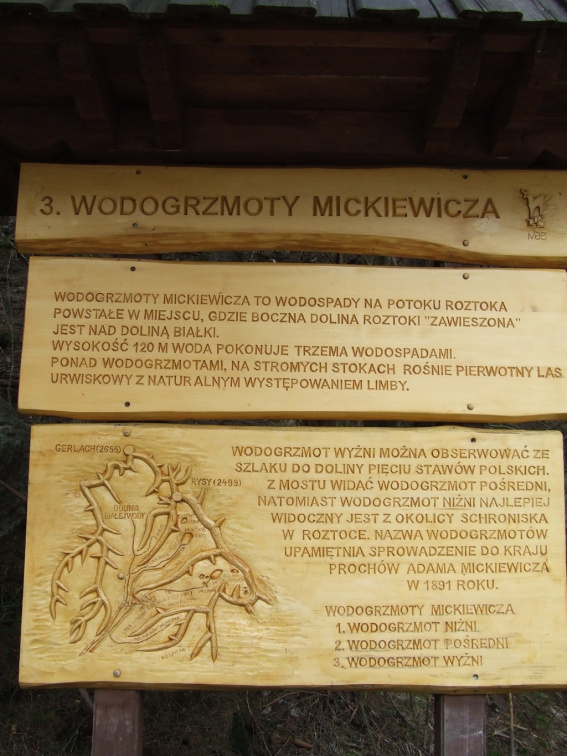 3. WODOGRZMOTY MICKIEWICZA
WODOGRZMOTY MICKIEWICZA TO WODOSPADY NA POTOKU ROZTOKA
POWSTAŁE W MIEJSCU, GDZIE BOCZNA DOLINA ROZTOKI "ZAWIESZONA"
JEST NAD DOLINĄ BIAŁKI.
WYSOKOŚĆ 120 M WODA POKONUJE TRZEMA WODOSPADAMI.
PONAD WODOGRZMOTAMI, NA STROMYCH STOKACH ROŚNIE PIERWOTNY LAS
URWISKOWY Z NATURALNYM WYSTĘPOWANIEM LIMBY.
GERLACH(2655)
RYSY(2499)
DOLINA
BIAŁEJ WODY
WODOGRZMOT WYŻNI MOŻNA OBSERWOWAĆ ZE
SZLAKU DO DOLINY PIĘCIU STAWÓW POLSKICH.
Z MOSTU WIDAĆ WODOGRZMOT POŚREDNI,
NATOMIAST WODOGRZMOT NIŻNI NAJLEPIEJ
WIDOCZNY JEST Z OKOLICY SCHRONISKA
W ROZTOCE. NAZWA WODOGRZMOTÓW
UPAMIĘTNIA SPROWADZENIE DO KRAJU
PROCHÓW ADAMA MICKIEWICZA
W 1891 ROKU.
WODOGRZMOTY MICKIEWICZA
1. WODOGRZMOT NIŻNI
2. WODOGRZMOT POŚREDNI
3. WODOGRZMOT WYŻNI